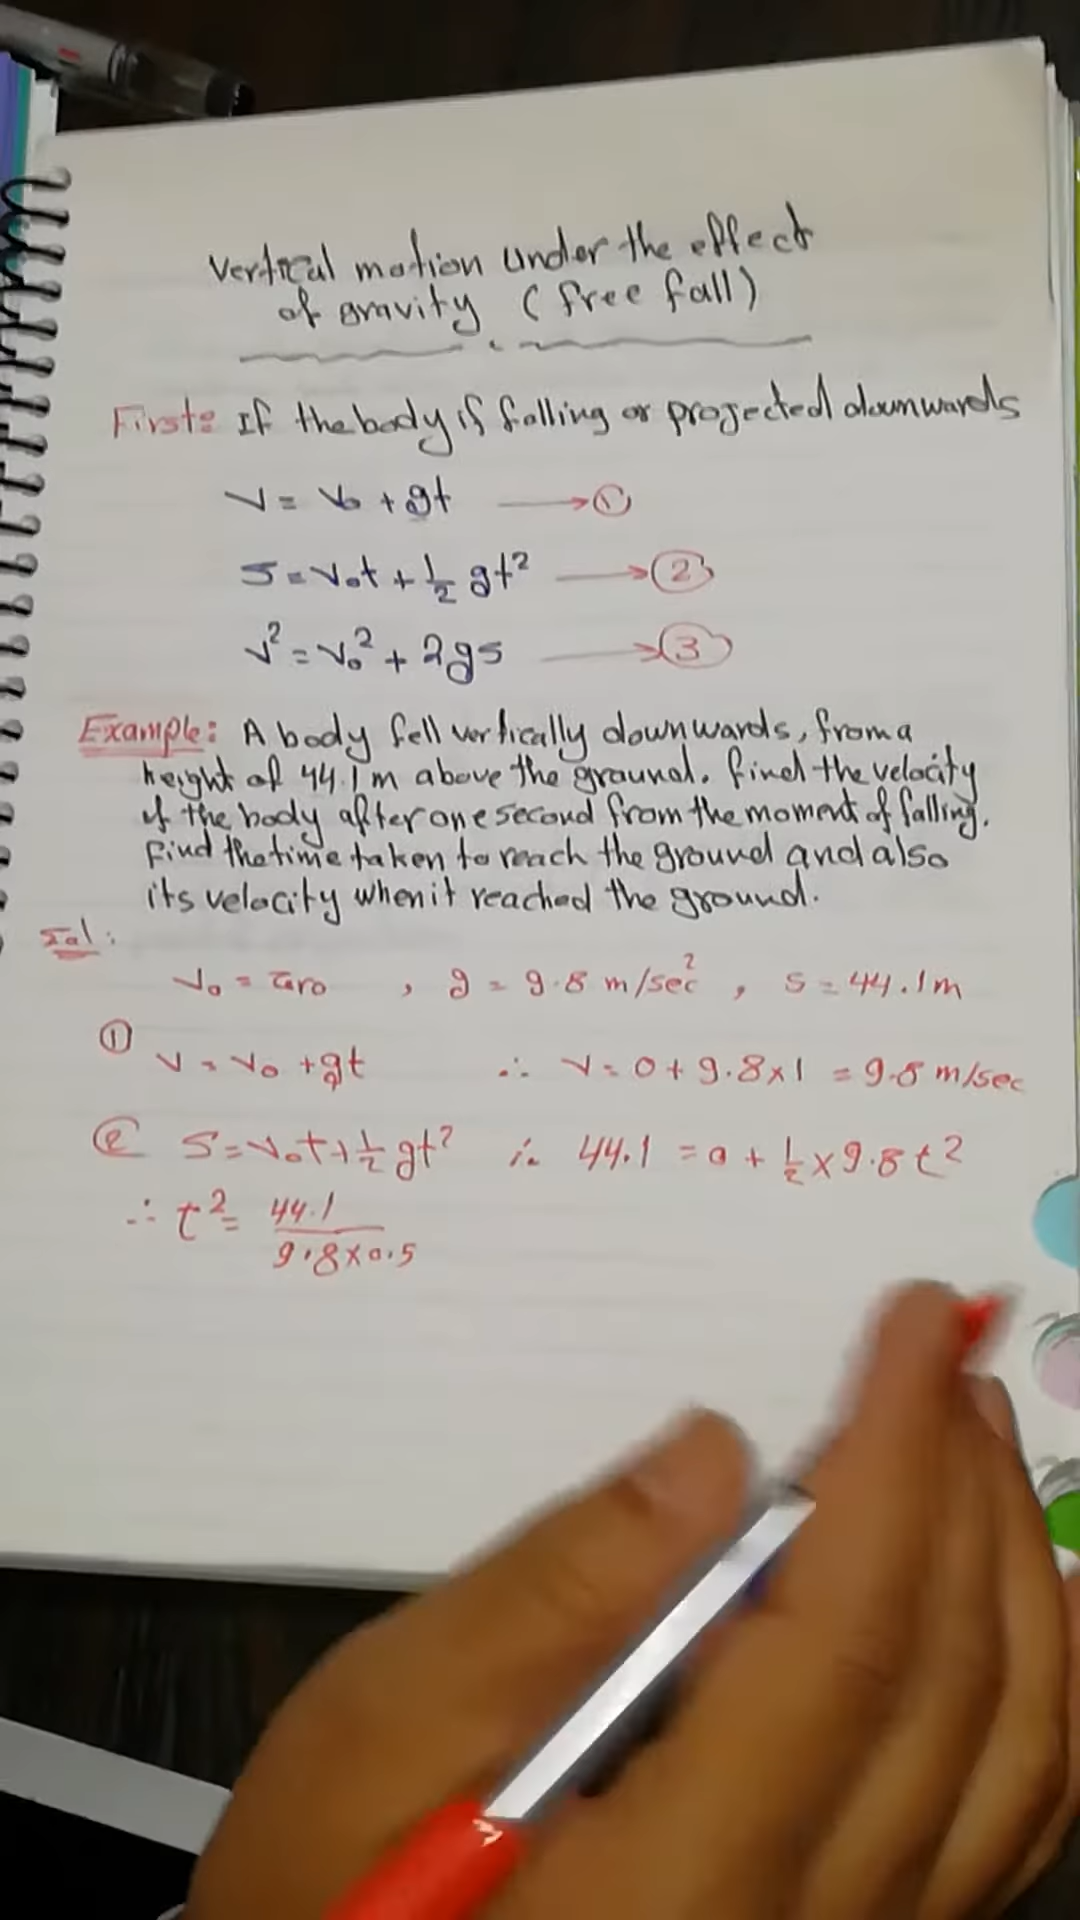 vertical motion under the effect
of gravity (free fall)
First: If the body if falling or projected downwards
V = V₀ + gt → ①
S = V₀t + 1/2 gt² → ②
V² = V₀² + 2gs → ③
Example: A body fell vertically downwards, from a
height of 44.1 m above the ground. find the velocity
of the body after one second from the moment of falling.
Find the time taken to reach the ground and also
its velocity when it reached the ground.
Sol:
V₀ = zero , g = 9.8 m/sec² , S = 44.1 m
① V = V₀ + gt ∴ V = 0 + 9.8 × 1 = 9.8 m/sec
② S = V₀t + 1/2 gt² ∴ 44.1 = 0 + 1/2 × 9.8 t²
∴ t² = 44.1 / 9.8 × 0.5